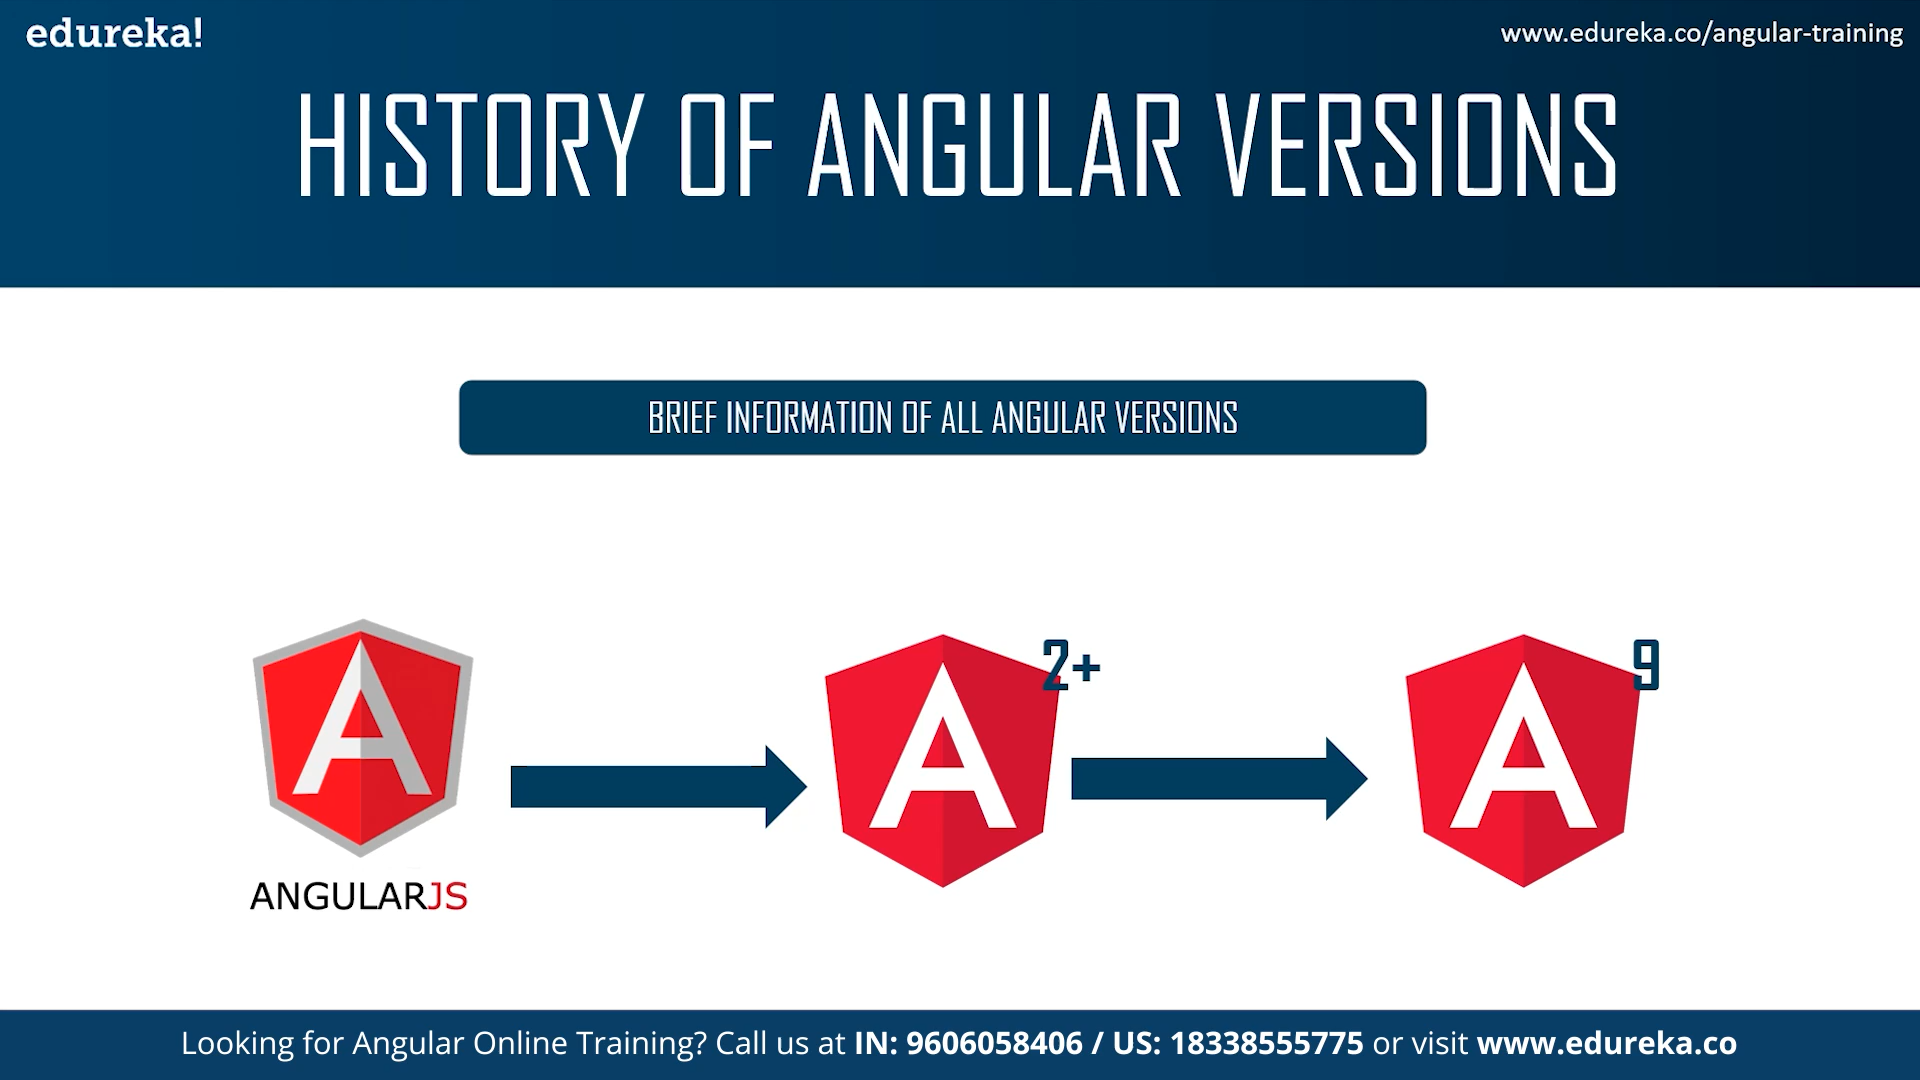 edureka!
www.edureka.co/angular-training
HISTORY OF ANGULAR VERSIONS
BRIEF INFORMATION OF ALL ANGULAR VERSIONS
A
ANGULARJS
A 2+
A 9
Looking for Angular Online Training? Call us at IN: 9606058406 / US: 18338555775 or visit www.edureka.co